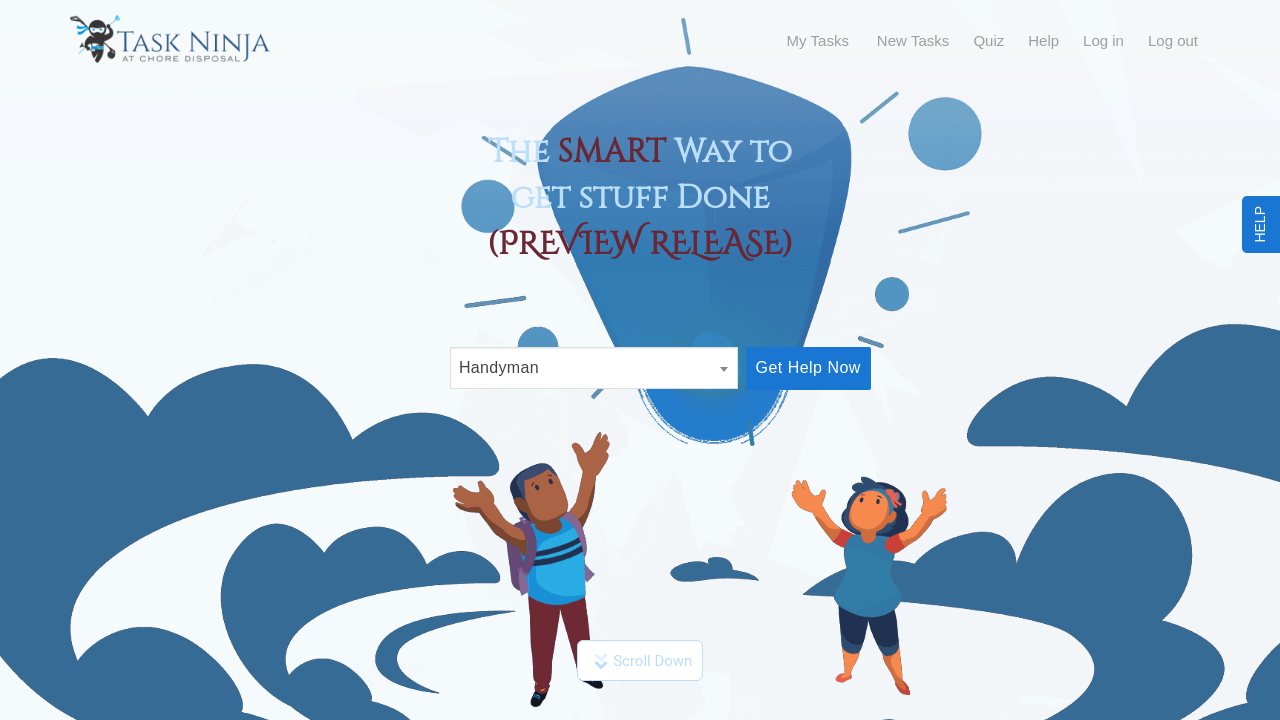 TASK NINJA
AT CHORE DISPOSAL
My Tasks
New Tasks
Quiz
Help
Log in
Log out
The SMART Way to
get stuff Done
(PREVIEW RELEASE)
HELP
Handyman
Get Help Now
Scroll Down